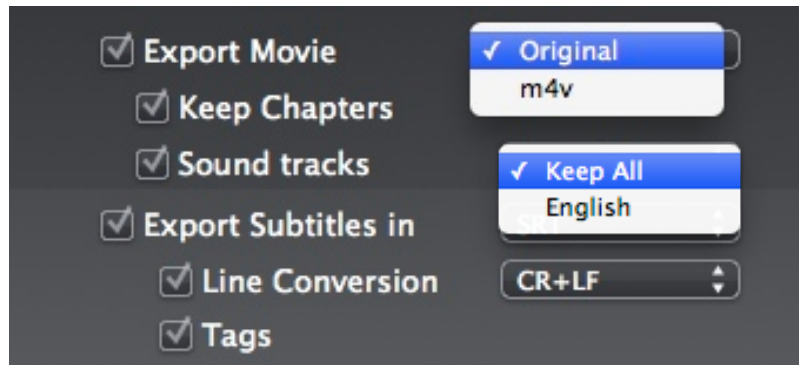 Export Movie
✓ Original
m4v
Keep Chapters
Sound tracks
✓ Keep All
English
Export Subtitles in
SRT
Line Conversion
CR+LF
Tags